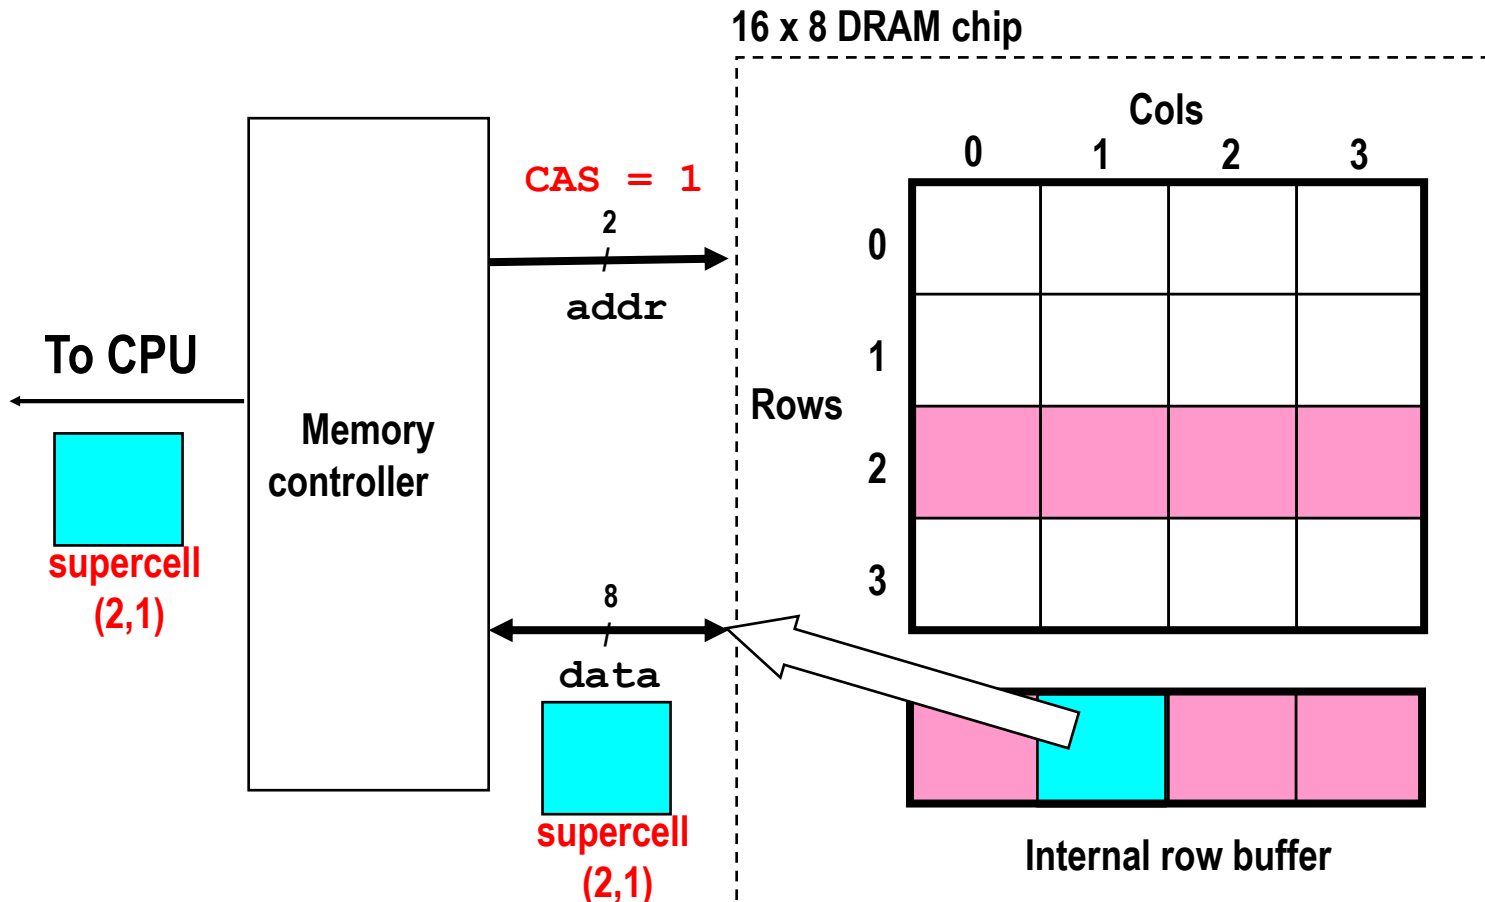 16 x 8 DRAM chip
Cols
0 1 2 3
CAS = 1
2
addr
0
1
Rows
2
3
To CPU
Memory
controller
supercell
(2,1)
8
data
supercell
(2,1)
Internal row buffer